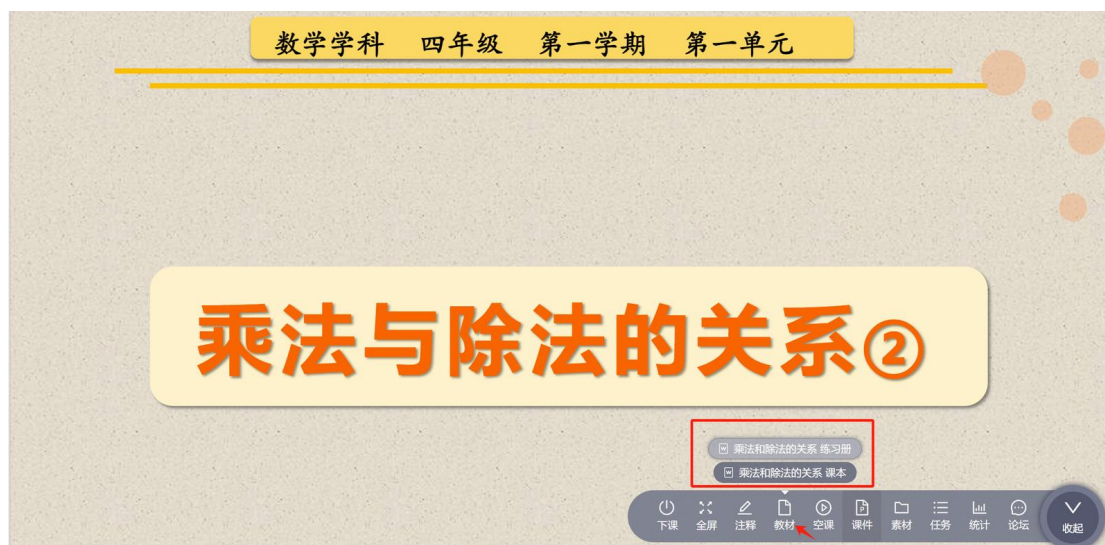 数学学科 四年级 第一学期 第一单元
乘法与除法的关系②
乘法和除法的关系 练习册
乘法和除法的关系 课本
下课 全屏 注释 教材 空课 课件 素材 任务 统计 论坛 收起